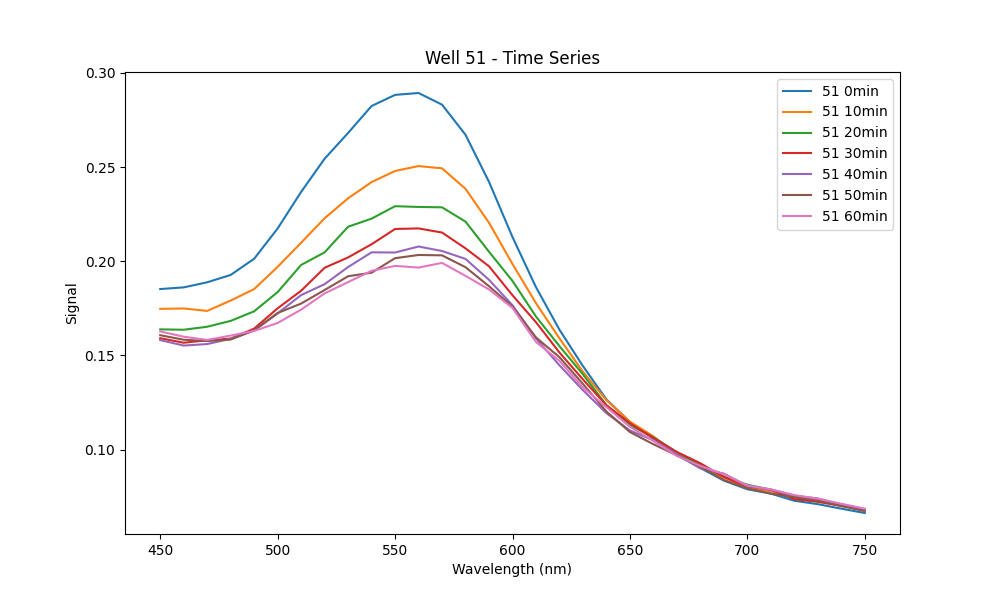 Well 51 - Time Series
Signal
0.30
0.25
0.20
0.15
0.10
51 0min
51 10min
51 20min
51 30min
51 40min
51 50min
51 60min
450
500
550
600
650
700
750
Wavelength (nm)